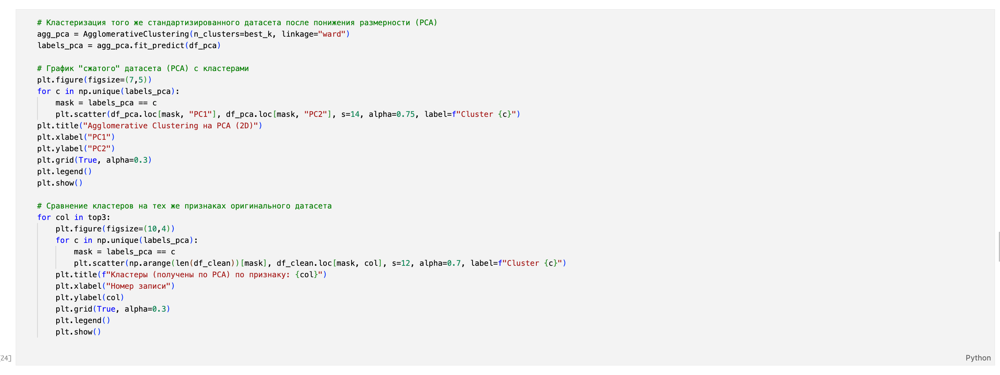 # Кластеризация того же стандартизированного датасета после понижения размерности (PCA)
agg_pca = AgglomerativeClustering(n_clusters=best_k, linkage="ward")
labels_pca = agg_pca.fit_predict(df_pca)
# График "сжатого" датасета (PCA) с кластерами
plt.figure(figsize=(7,5))
for c in np.unique(labels_pca):
    mask = labels_pca == c
    plt.scatter(df_pca.loc[mask, "PC1"], df_pca.loc[mask, "PC2"], s=14, alpha=0.75, label=f"Cluster {c}")
plt.title("Agglomerative Clustering на PCA (2D)")
plt.xlabel("PC1")
plt.ylabel("PC2")
plt.grid(True, alpha=0.3)
plt.legend()
plt.show()
# Сравнение кластеров на тех же признаках оригинального датасета
for col in top3:
    plt.figure(figsize=(10,4))
    for c in np.unique(labels_pca):
        mask = labels_pca == c
        plt.scatter(np.arange(len(df_clean))[mask], df_clean.loc[mask, col], s=12, alpha=0.7, label=f"Cluster {c}")
    plt.title(f"Кластеры (получены по PCA) по признаку: {col}")
    plt.xlabel("Номер записи")
    plt.ylabel(col)
    plt.grid(True, alpha=0.3)
    plt.legend()
    plt.show()
24]
Python